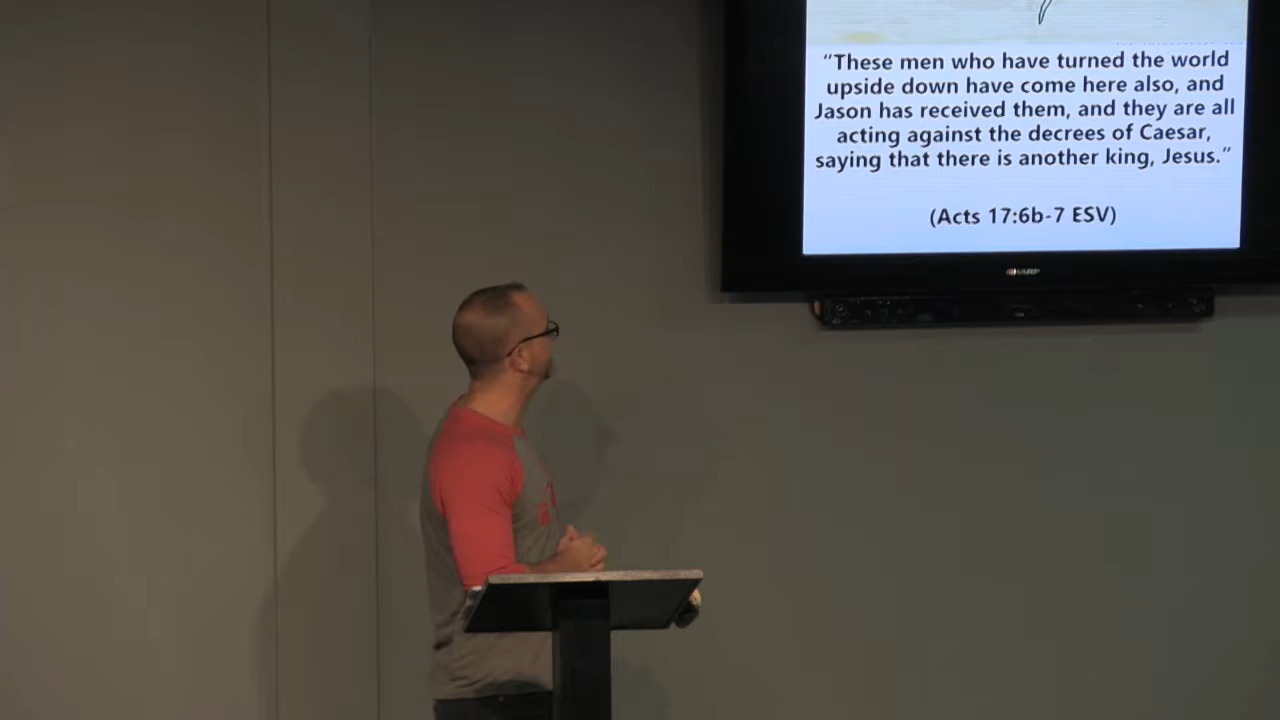 “These men who have turned the world
upside down have come here also, and
Jason has received them, and they are all
acting against the decrees of Caesar,
saying that there is another king, Jesus.”
(Acts 17:6b-7 ESV)
SHARP